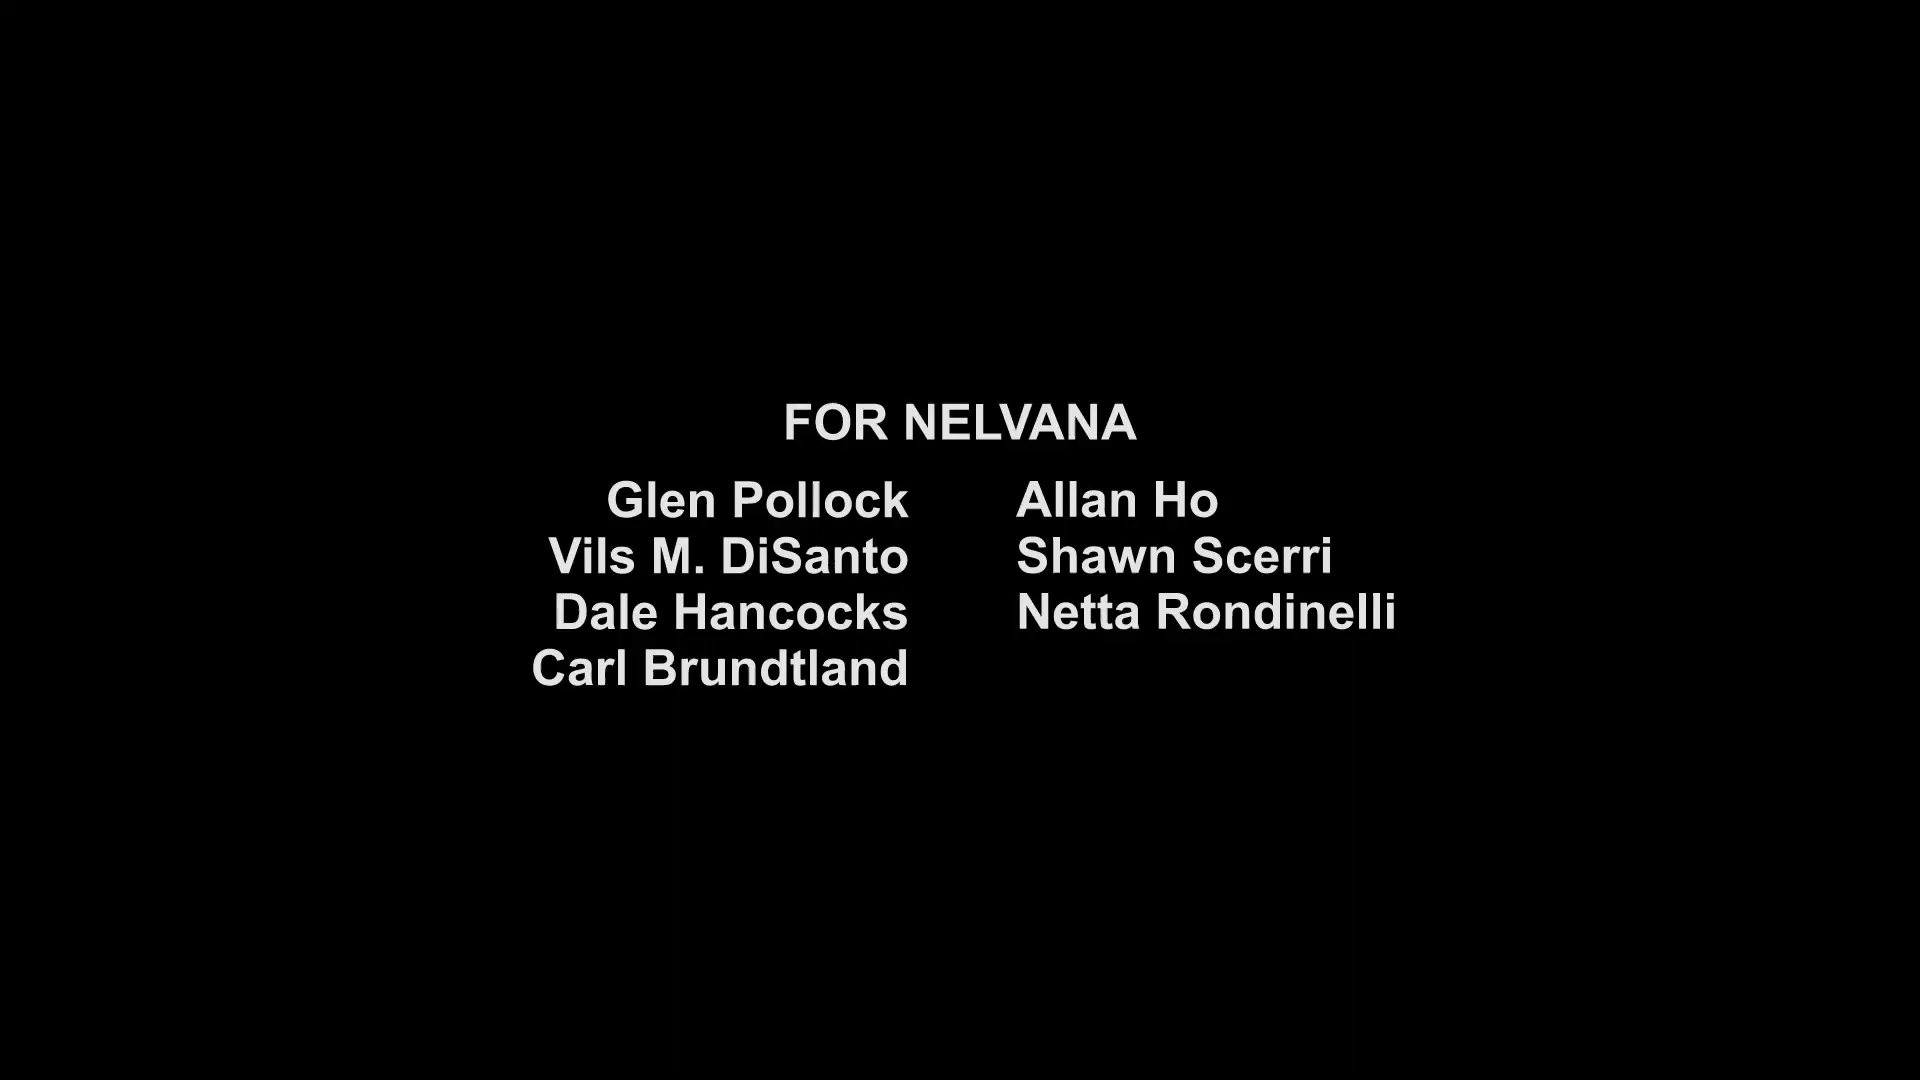 FOR NELVANA
Glen Pollock
Vils M. DiSanto
Dale Hancocks
Carl Brundtland
Allan Ho
Shawn Scerri
Netta Rondinelli